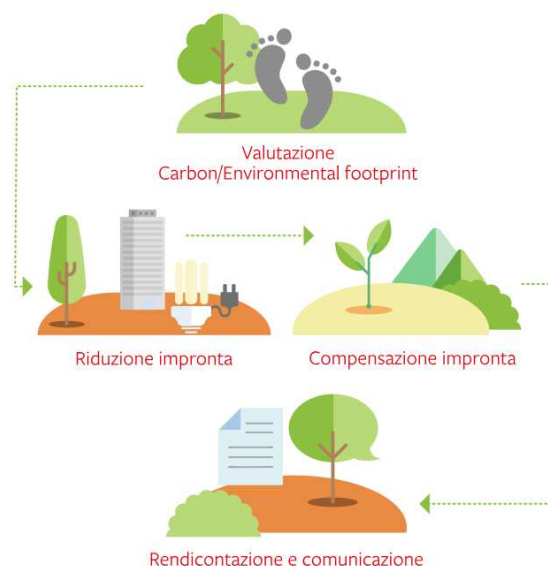 Valutazione
Carbon/Environmental footprint
Riduzione impronta
Compensazione impronta
Rendicontazione e comunicazione